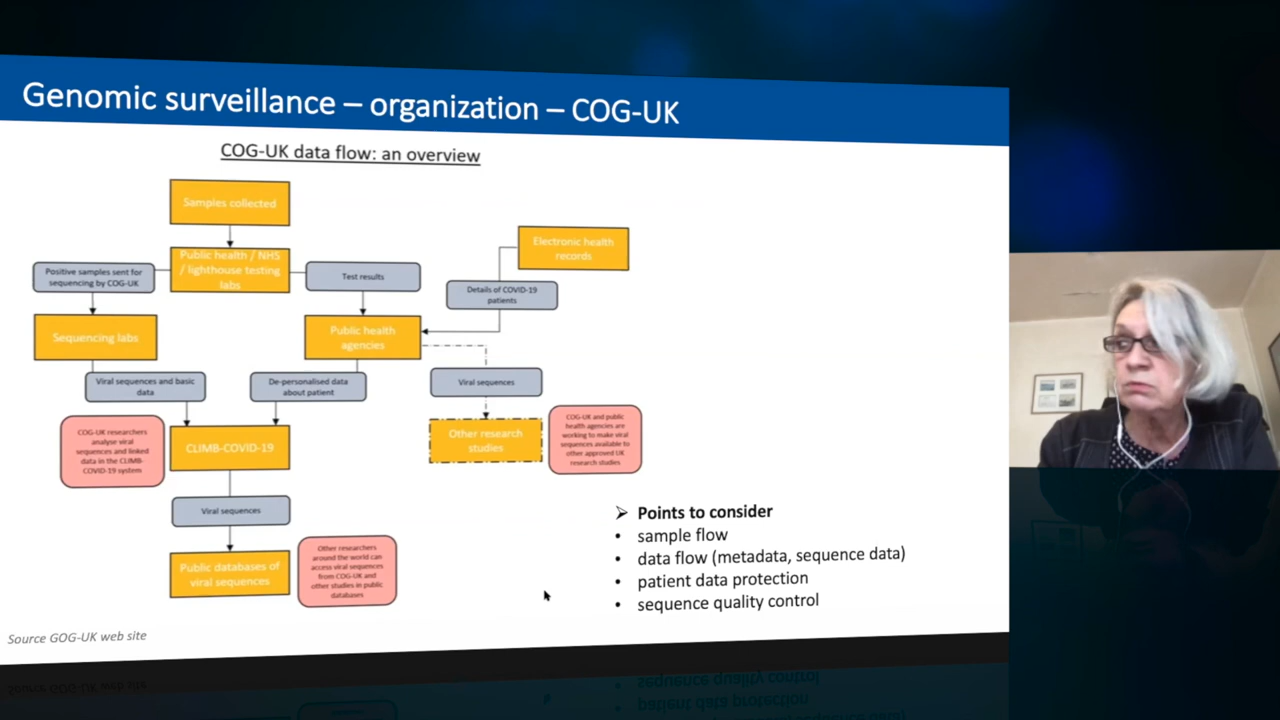 Genomic surveillance – organization – COG-UK
COG-UK data flow: an overview
Samples collected
Public health / NHS
/ lighthouse testing
labs
Electronic health
records
Positive samples sent for
sequencing by COG-UK
Test results
Details of COVID-19
patients
Sequencing labs
Public health
agencies
Viral sequences and basic
data
De-personalised data
about patient
Viral sequences
COG-UK researchers
analyse viral
sequences and linked
data in the CLIMB-
COVID-19 system
CLIMB-COVID-19
Other research
studies
COG-UK and public
health agencies are
working to make viral
sequences available to
other approved UK
research studies
Viral sequences
Public databases of
viral sequences
Other researchers
around the world can
access viral sequences
from COG-UK and
other studies in public
databases
➢ Points to consider
• sample flow
• data flow (metadata, sequence data)
• patient data protection
• sequence quality control
Source GOG-UK web site